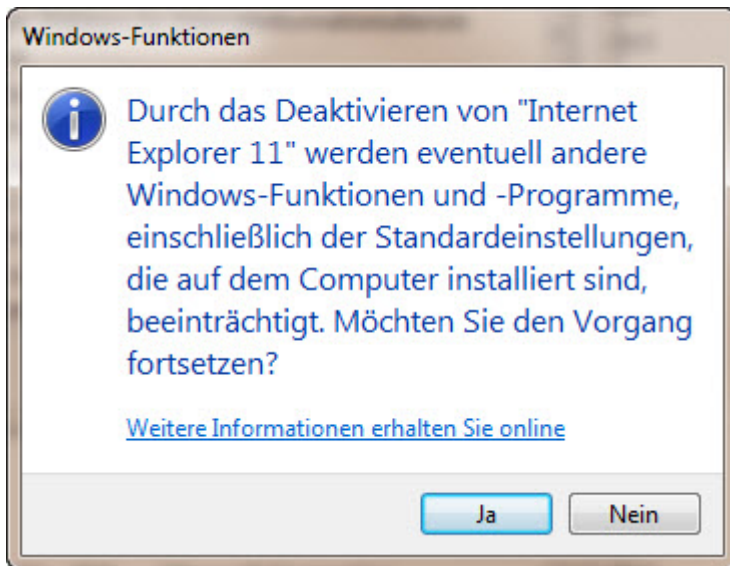 Windows-Funktionen
Durch das Deaktivieren von "Internet
Explorer 11" werden eventuell andere
Windows-Funktionen und -Programme,
einschließlich der Standardeinstellungen,
die auf dem Computer installiert sind,
beeinträchtigt. Möchten Sie den Vorgang
fortsetzen?
Weitere Informationen erhalten Sie online
Ja Nein